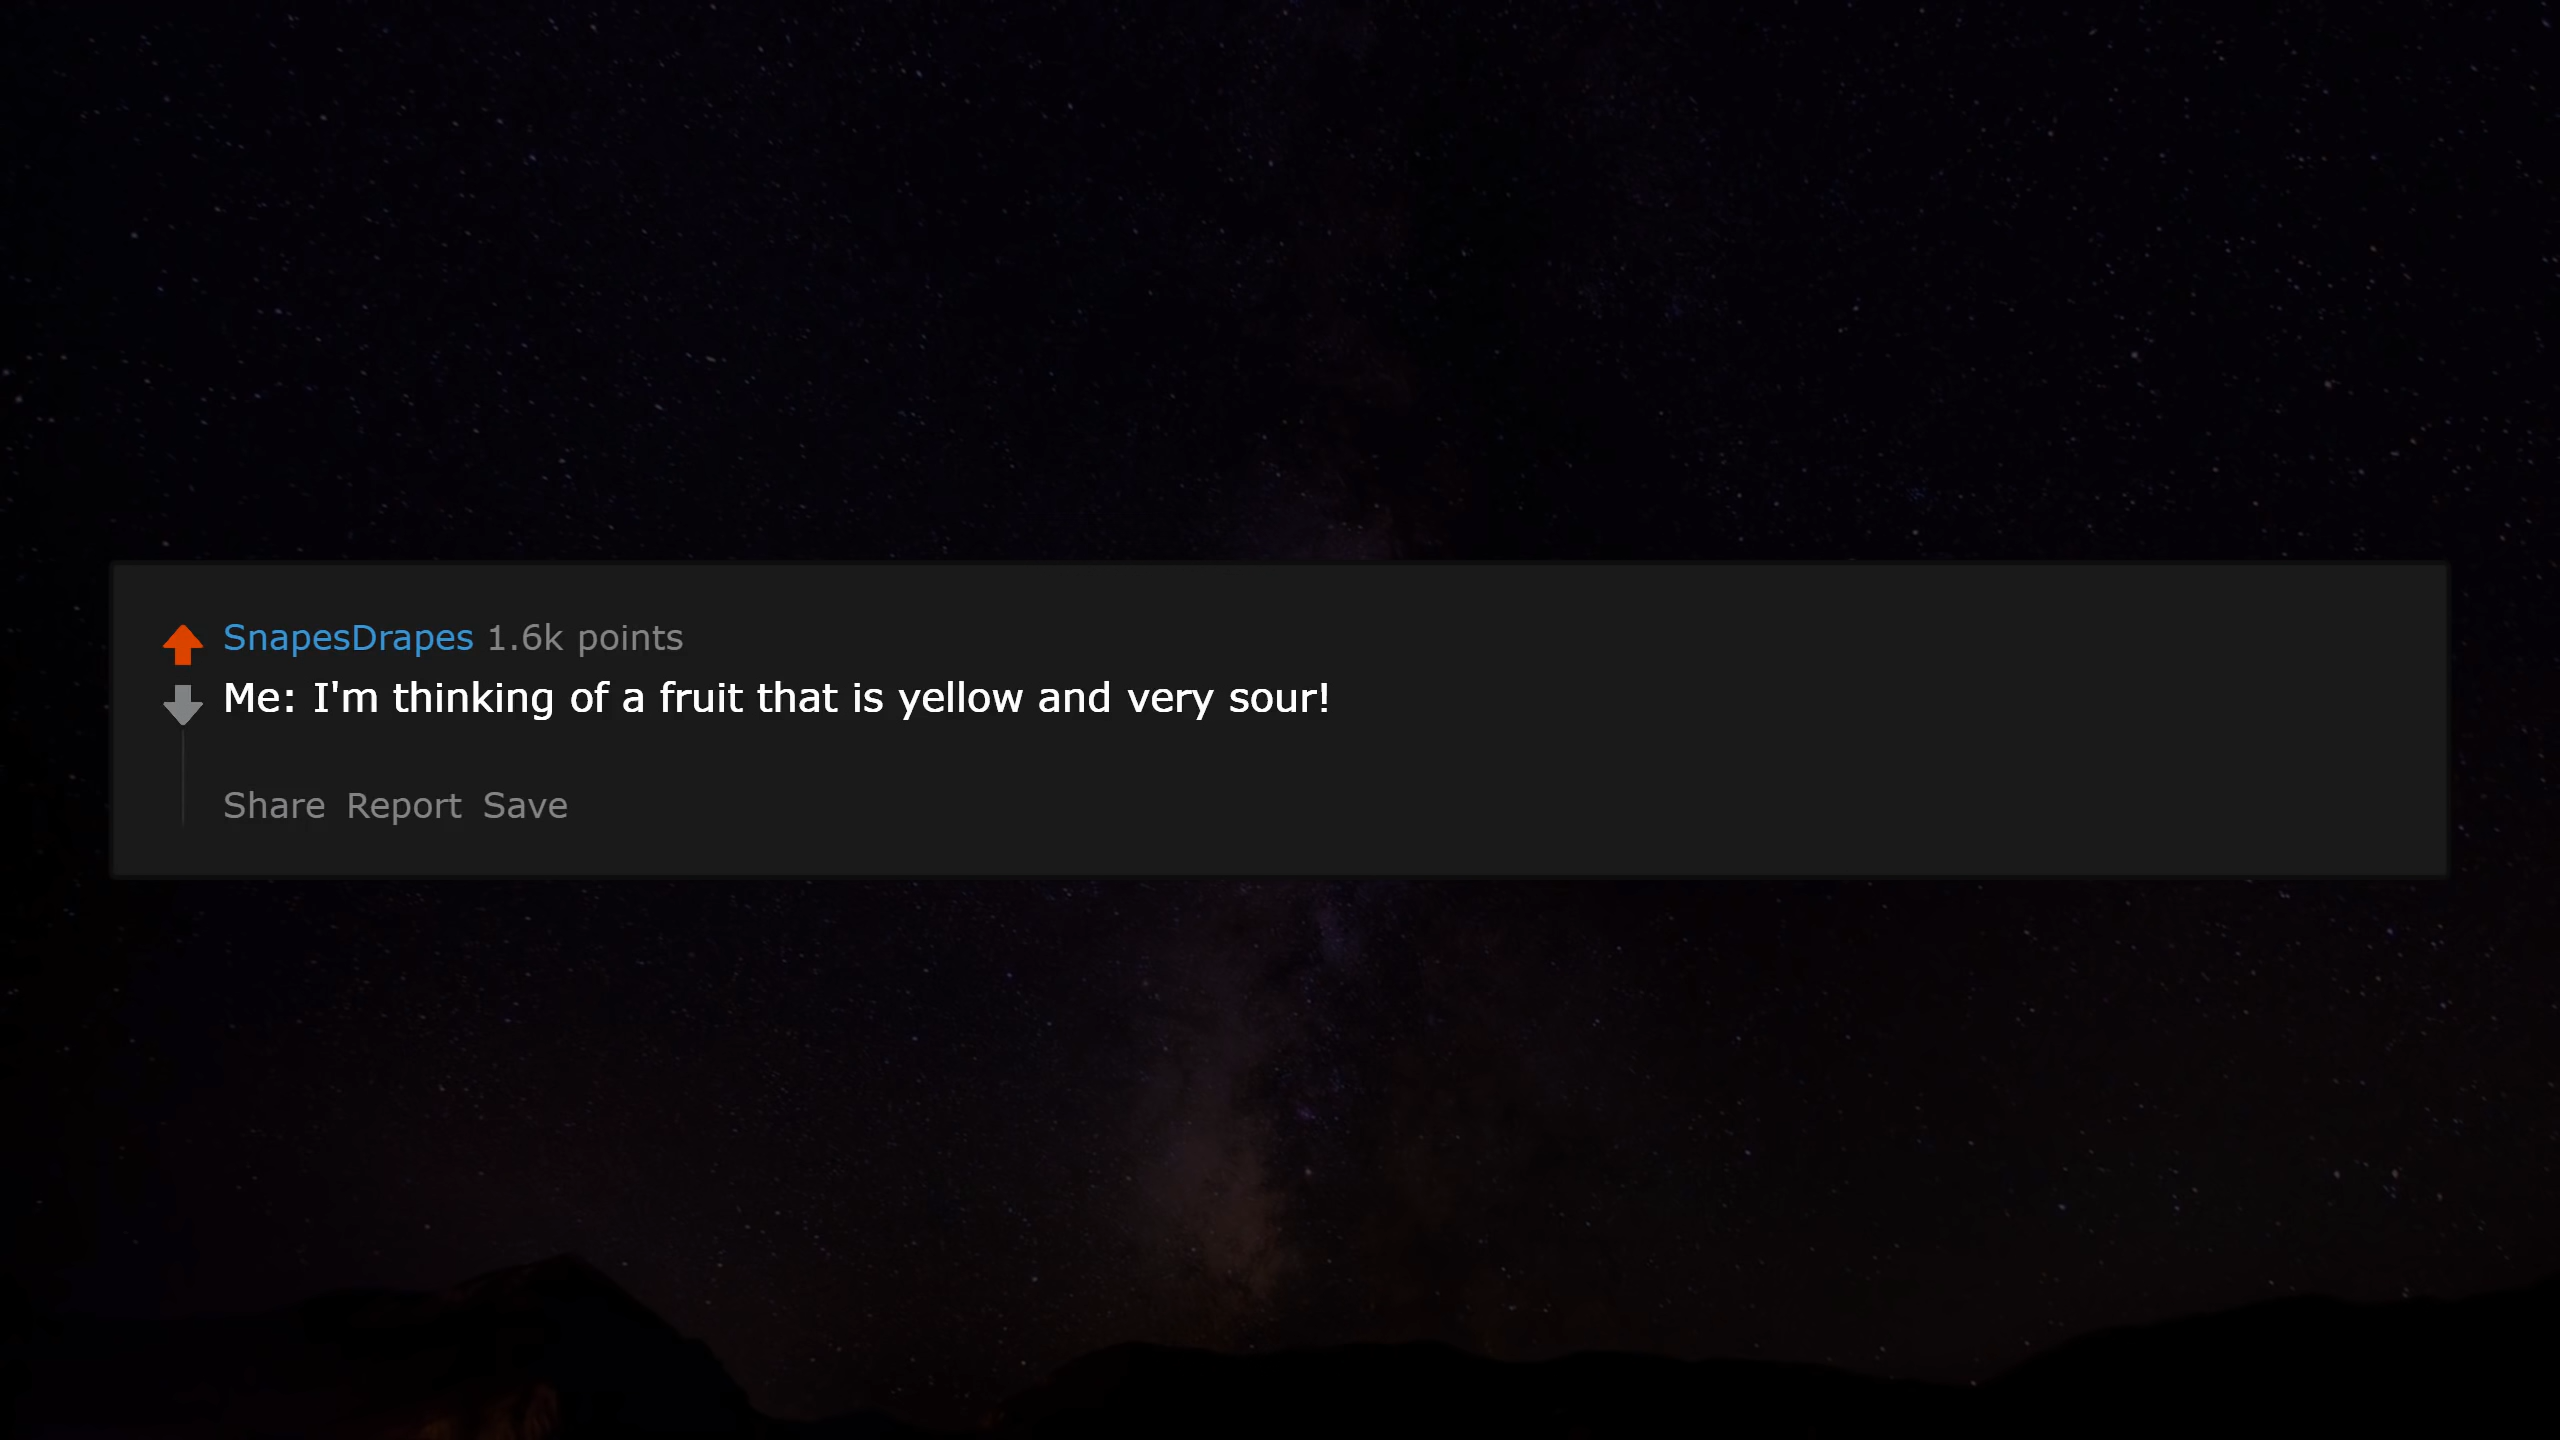 SnapesDrapes 1.6k points
Me: I'm thinking of a fruit that is yellow and very sour!
Share Report Save